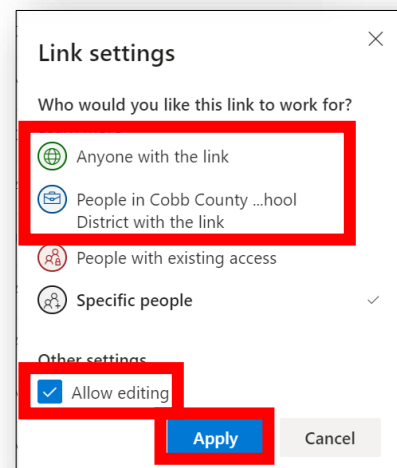 Link settings
Who would you like this link to work for?
Anyone with the link
People in Cobb County ...hool
District with the link
People with existing access
Specific people
Other settings
Allow editing
Apply Cancel